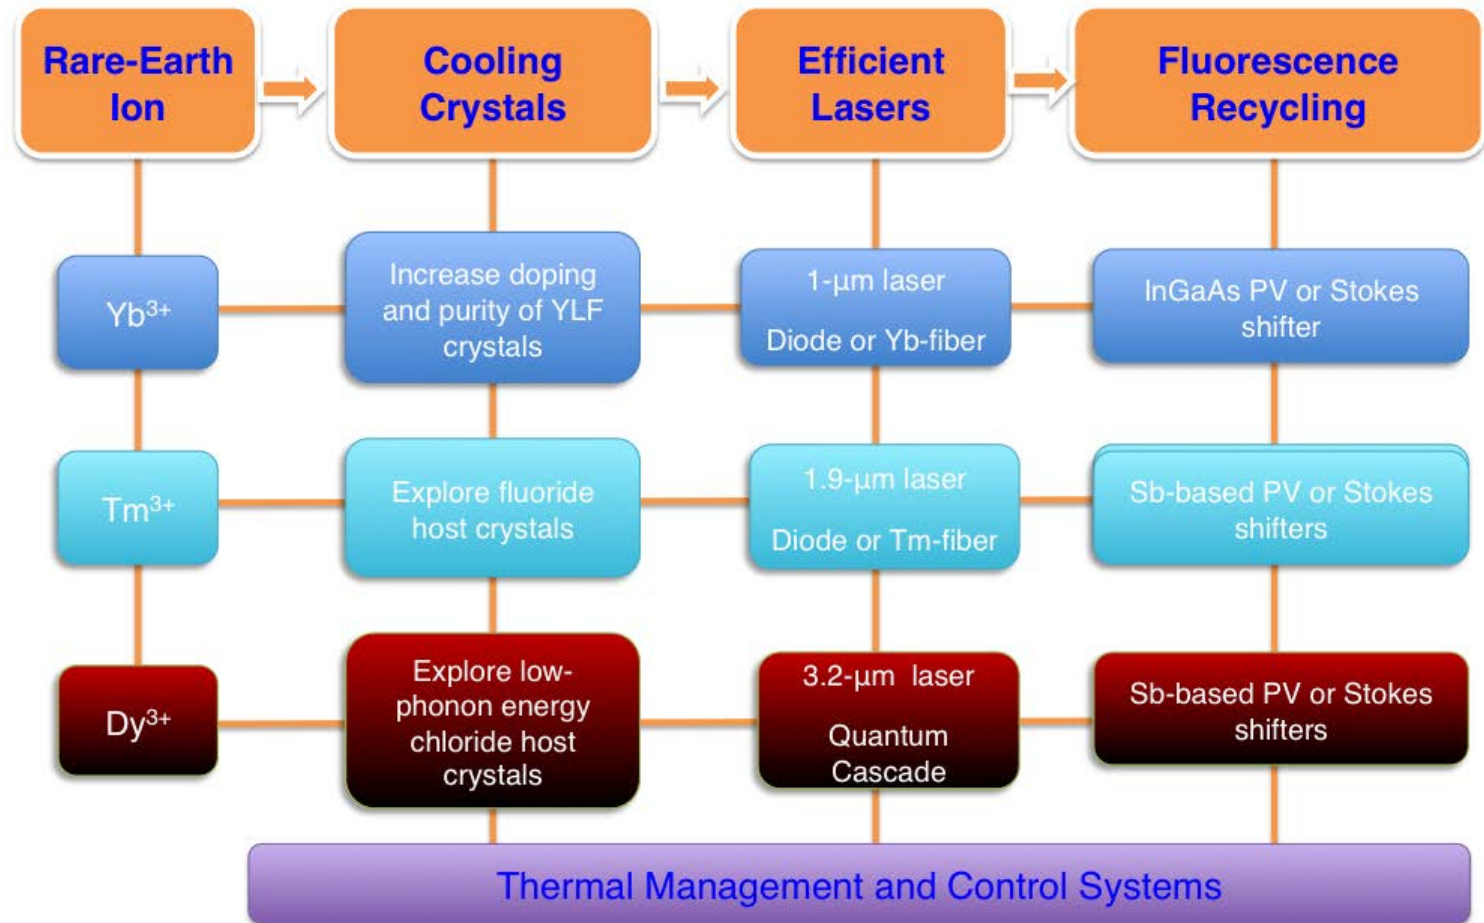 Rare-Earth
Ion
Cooling
Crystals
Efficient
Lasers
Fluorescence
Recycling
Yb³⁺
Increase doping
and purity of YLF
crystals
1-µm laser
Diode or Yb-fiber
InGaAs PV or Stokes
shifter
Tm³⁺
Explore fluoride
host crystals
1.9-µm laser
Diode or Tm-fiber
Sb-based PV or Stokes
shifters
Dy³⁺
Explore low-
phonon energy
chloride host
crystals
3.2-µm laser
Quantum
Cascade
Sb-based PV or Stokes
shifters
Thermal Management and Control Systems